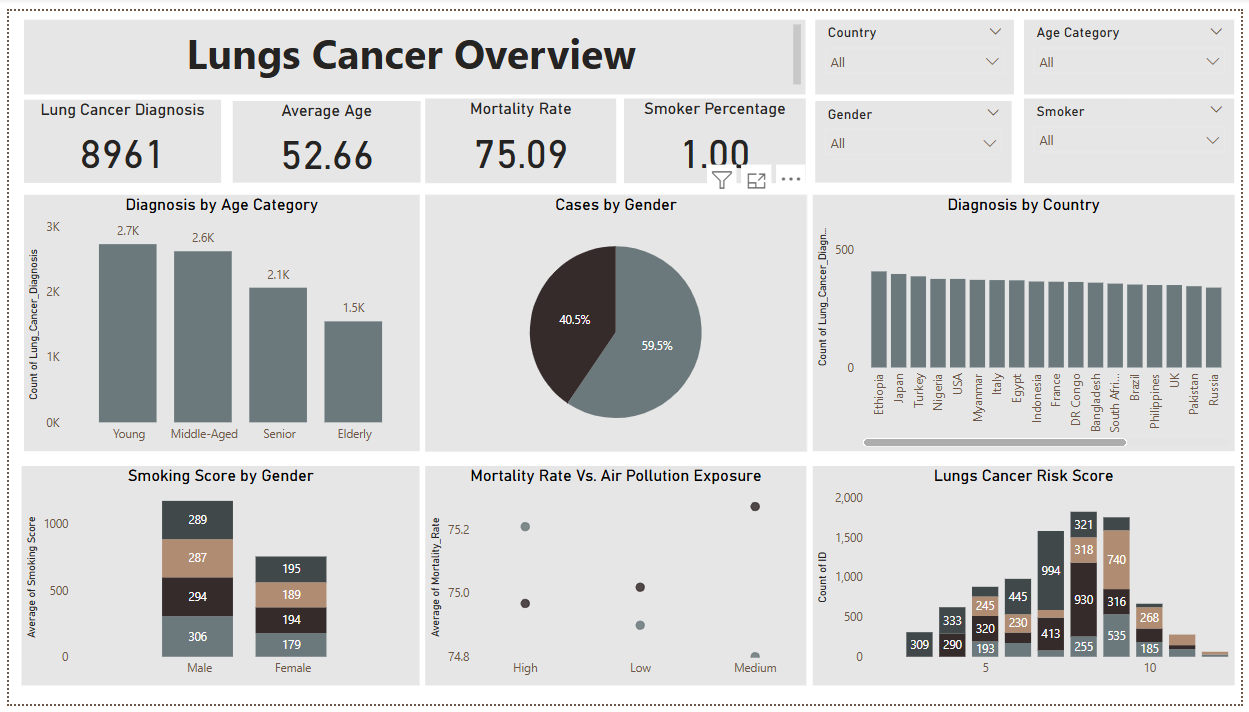 Lungs Cancer Overview
Country
All
Age Category
All
Lung Cancer Diagnosis
8961
Average Age
52.66
Mortality Rate
75.09
Smoker Percentage
1.00
Gender
All
Smoker
All
Diagnosis by Age Category
Count of Lung_Cancer_Diagnosis
3K
2K
1K
0K
2.7K
2.6K
2.1K
1.5K
Young
Middle-Aged
Senior
Elderly
Cases by Gender
40.5%
59.5%
Diagnosis by Country
Count of Lung_Cancer_Diagn...
500
0
Ethiopia
Japan
Turkey
Nigeria
USA
Myanmar
Italy
Egypt
Indonesia
France
DR Congo
Bangladesh
South Afri...
Brazil
Philippines
UK
Pakistan
Russia
Smoking Score by Gender
Average of Smoking Score
1000
500
0
289
287
294
306
195
189
194
179
Male
Female
Mortality Rate Vs. Air Pollution Exposure
Average of Mortality_Rate
75.2
75.0
74.8
High
Low
Medium
Lungs Cancer Risk Score
Count of ID
2,000
1,500
1,000
500
0
309
333
290
245
320
193
445
230
994
413
321
318
930
255
740
316
535
268
185
5
10